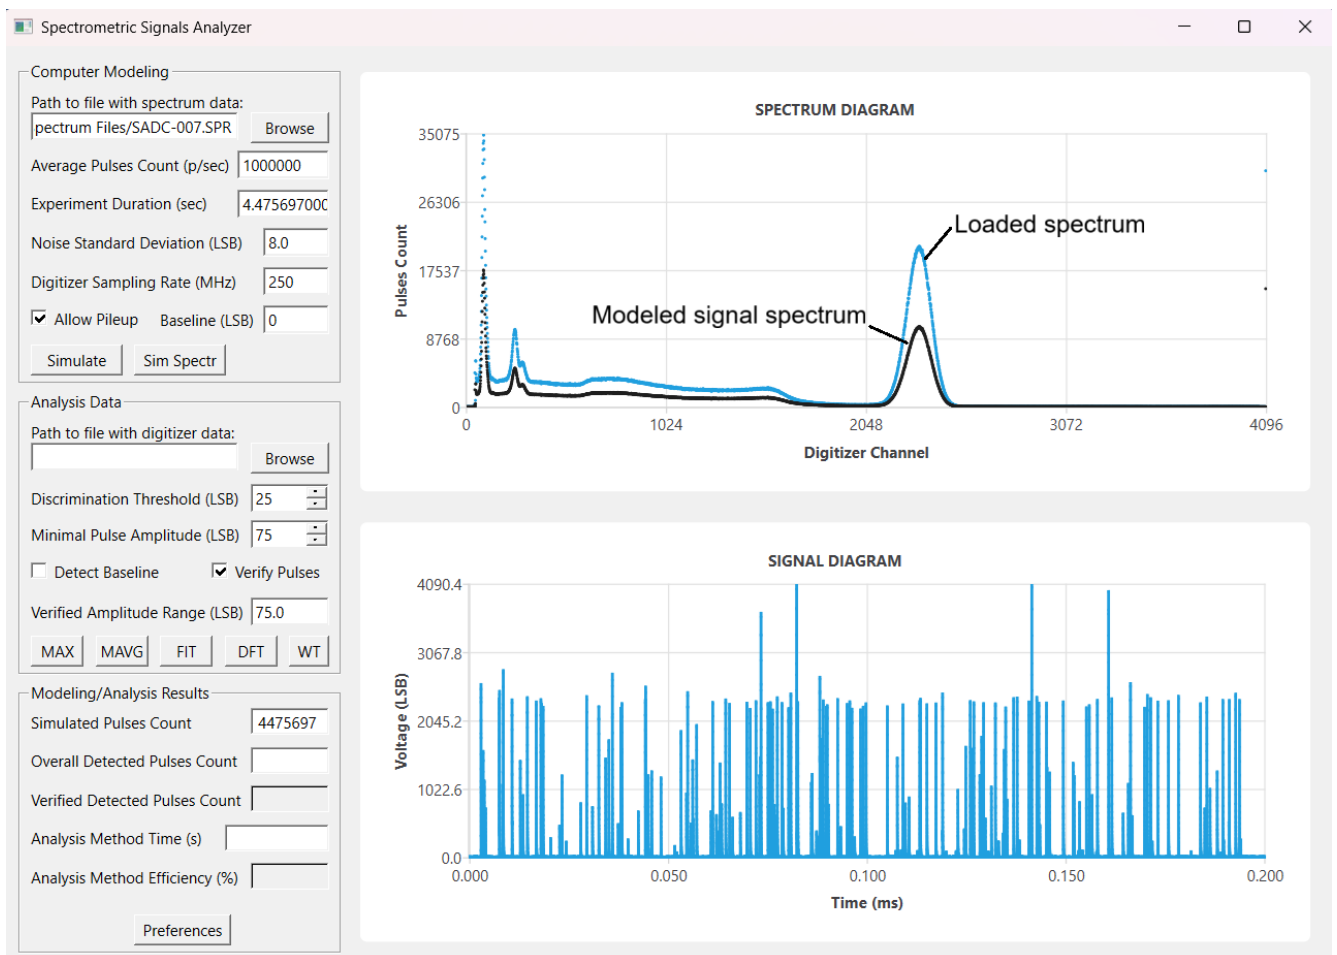 Spectrometric Signals Analyzer
Computer Modeling
Path to file with spectrum data:
pectrum Files/SADC-007.SPR Browse
Average Pulses Count (p/sec) 1000000
Experiment Duration (sec) 4.475697000
Noise Standard Deviation (LSB) 8.0
Digitizer Sampling Rate (MHz) 250
Allow Pileup Baseline (LSB) 0
Simulate Sim Spectr
Analysis Data
Path to file with digitizer data:
Browse
Discrimination Threshold (LSB) 25
Minimal Pulse Amplitude (LSB) 75
Detect Baseline Verify Pulses
Verified Amplitude Range (LSB) 75.0
MAX MAVG FIT DFT WT
Modeling/Analysis Results
Simulated Pulses Count 4475697
Overall Detected Pulses Count
Verified Detected Pulses Count
Analysis Method Time (s)
Analysis Method Efficiency (%)
Preferences
SPECTRUM DIAGRAM
Pulses Count
35075
26306
17537
8768
0
Loaded spectrum
Modeled signal spectrum
0 1024 2048 3072 4096
Digitizer Channel
SIGNAL DIAGRAM
Voltage (LSB)
4090.4
3067.8
2045.2
1022.6
0.0
0.000 0.050 0.100 0.150 0.200
Time (ms)